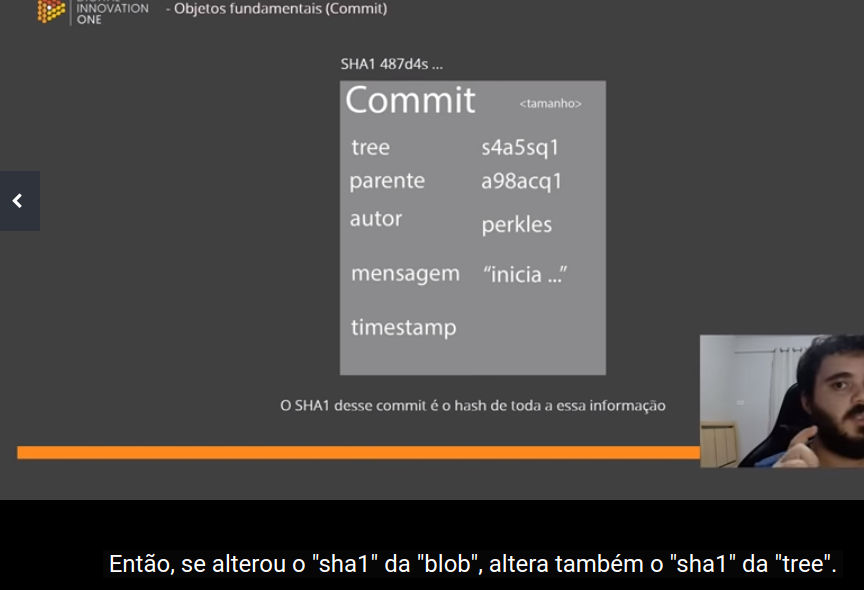 INNOVATION
ONE
- Objetos fundamentais (Commit)
SHA1 487d4s ...
Commit <tamanho>
tree s4a5sq1
parente a98acq1
autor perkles
mensagem “inicia ...”
timestamp
O SHA1 desse commit é o hash de toda a essa informação
Então, se alterou o "sha1" da "blob", altera também o "sha1" da "tree".